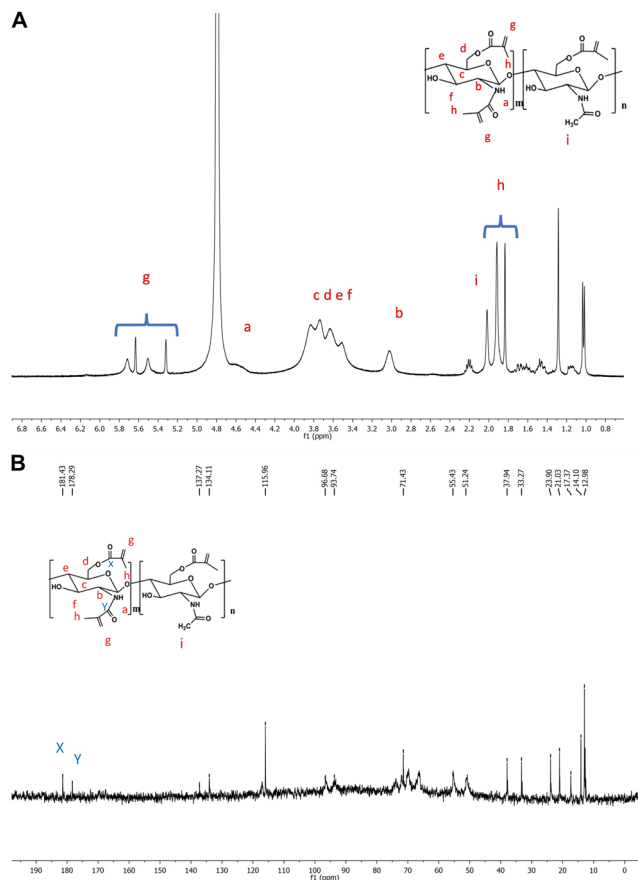 A
g
d
O
O
e
h
O
O
O
O
c
O
O
O
HO
b
HO
O
NH
a
m
NH
n
f
h
O
H₃C
O
g
i
h
g
i
c d e f
b
a
6.8 6.6 6.4 6.2 6.0 5.8 5.6 5.4 5.2 5.0 4.8 4.6 4.4 4.2 4.0 3.8 3.6 3.4 3.2 3.0 2.8 2.6 2.4 2.2 2.0 1.8 1.6 1.4 1.2 1.0 0.8
f1 (ppm)
B
181.43
178.29
137.27
134.11
115.96
96.68
93.74
71.43
55.43
51.24
37.94
33.27
23.90
21.03
17.37
14.10
12.98
O
g
O
d
O
x
O
e
h
O
O
O
O
c
HO
b
HO
O
NH
a
m
NH
n
f
Y
h
O
H₃C
O
g
i
X
Y
190 180 170 160 150 140 130 120 110 100 90 80 70 60 50 40 30 20 10 0
f1 (ppm)